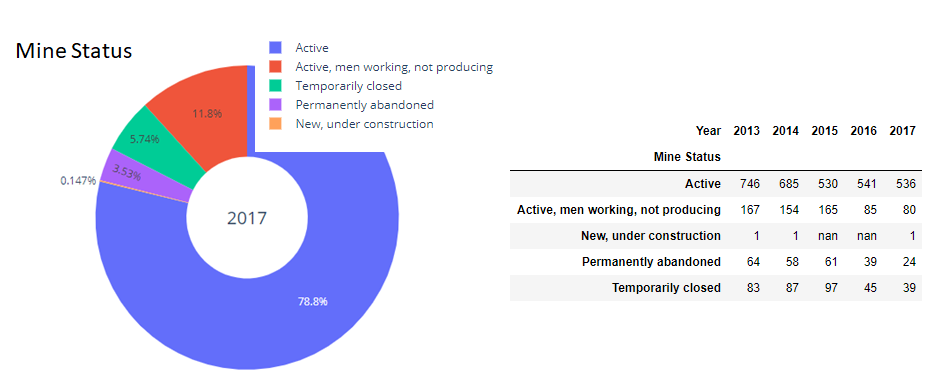 Mine Status
Active
Active, men working, not producing
Temporarily closed
Permanently abandoned
New, under construction
11.8%
5.74%
3.53%
0.147%
2017
78.8%
Year 2013 2014 2015 2016 2017
Mine Status
Active 746 685 530 541 536
Active, men working, not producing 167 154 165 85 80
New, under construction 1 1 nan nan 1
Permanently abandoned 64 58 61 39 24
Temporarily closed 83 87 97 45 39